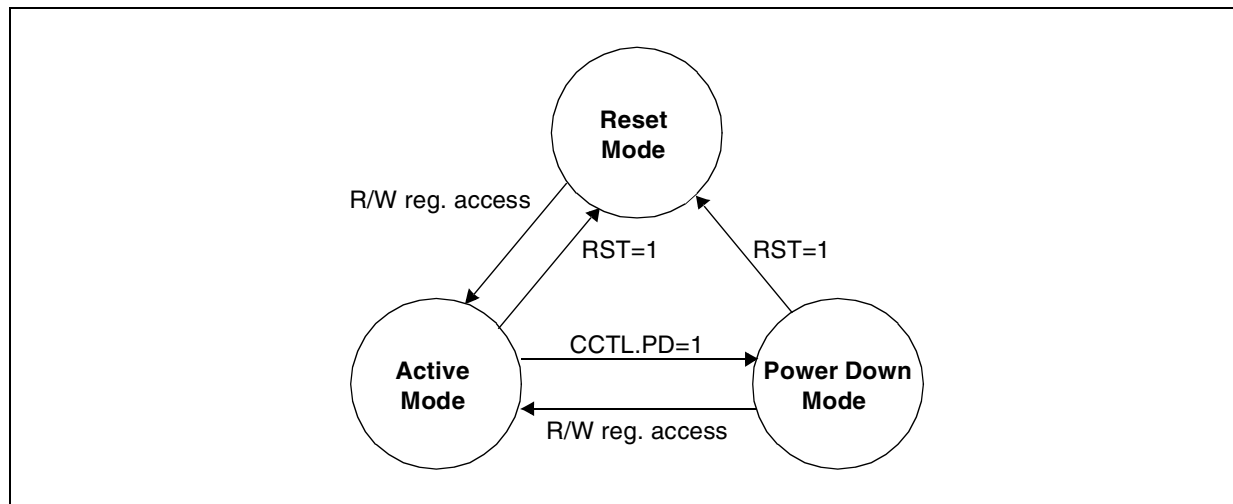 Reset
Mode
R/W reg. access
RST=1
RST=1
CCTL.PD=1
Active
Mode
Power Down
Mode
R/W reg. access